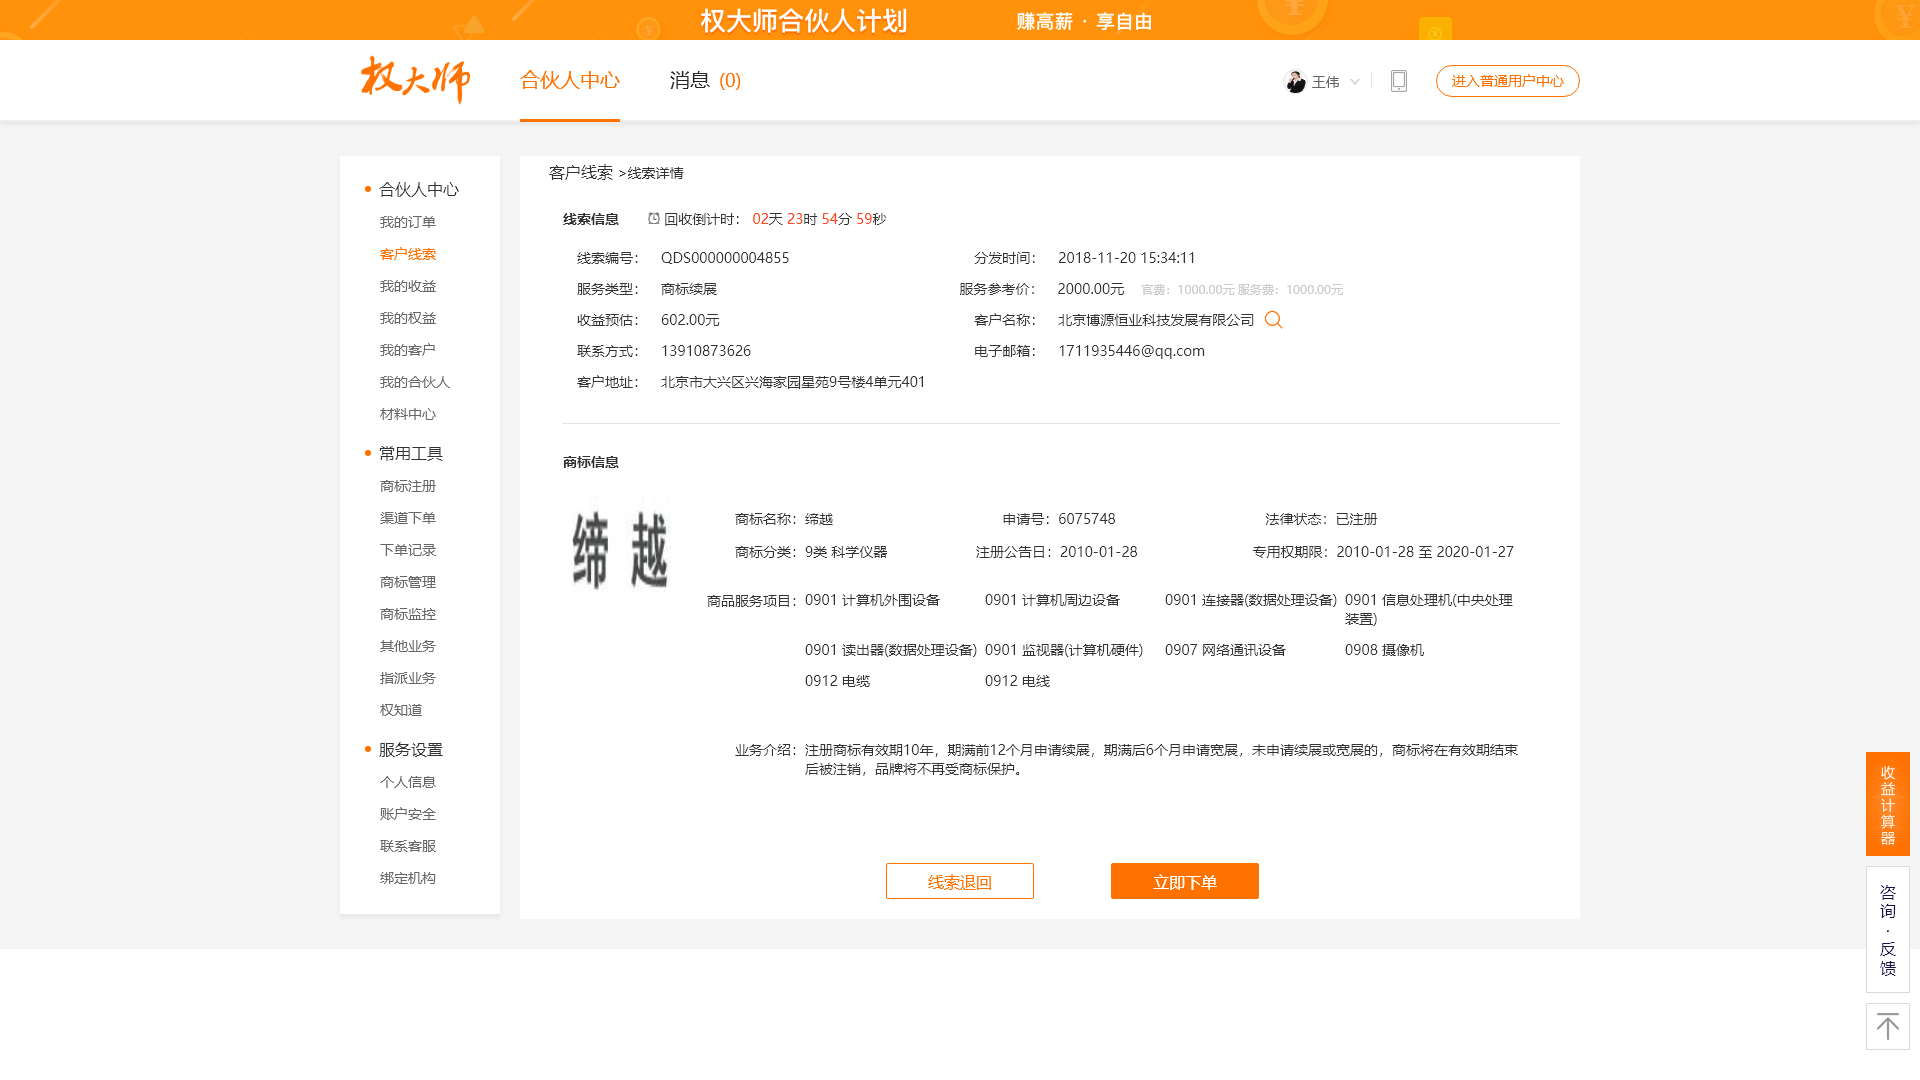 权大师合伙人计划 赚高薪 · 享自由
权大师 合伙人中心 消息 (0) 王伟 进入普通用户中心
合伙人中心
我的订单
客户线索
我的收益
我的权益
我的客户
我的合伙人
材料中心
常用工具
商标注册
渠道下单
下单记录
商标管理
商标监控
其他业务
指派业务
权知道
服务设置
个人信息
账户安全
联系客服
绑定机构
客户线索 >线索详情
线索信息 回收倒计时： 02天 23时 54分 59秒
线索编号： QDS000000004855 分发时间： 2018-11-20 15:34:11
服务类型： 商标续展 服务参考价： 2000.00元 官费：1000.00元 服务费：1000.00元
收益预估： 602.00元 客户名称： 北京博源恒业科技发展有限公司
联系方式： 13910873626 电子邮箱： 1711935446@qq.com
客户地址： 北京市大兴区兴海家园星苑9号楼4单元401
商标信息
缔越
商标名称：缔越 申请号：6075748 法律状态：已注册
商标分类：9类 科学仪器 注册公告日：2010-01-28 专用权期限：2010-01-28 至 2020-01-27
商品服务项目：0901 计算机外围设备 0901 计算机周边设备 0901 连接器(数据处理设备) 0901 信息处理机(中央处理
装置)
0901 读出器(数据处理设备) 0901 监视器(计算机硬件) 0907 网络通讯设备 0908 摄像机
0912 电缆 0912 电线
业务介绍：注册商标有效期10年，期满前12个月申请续展，期满后6个月申请宽展，未申请续展或宽展的，商标将在有效期结束
后被注销，品牌将不再受商标保护。
线索退回 立即下单
收益计算器
咨询·反馈